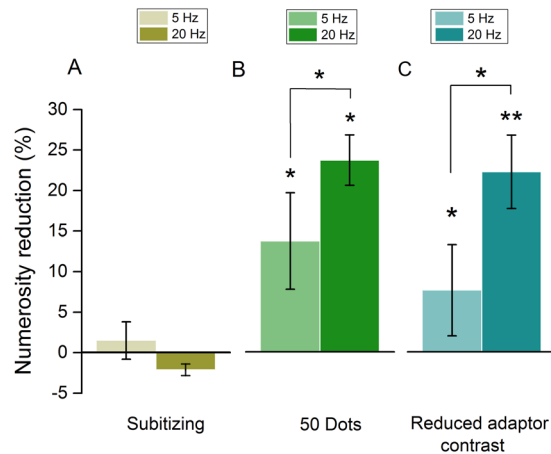 5 Hz
20 Hz
5 Hz
20 Hz
5 Hz
20 Hz
A
B
C
*
*
*
*
*
**
Numerosity reduction (%)
30
25
20
15
10
5
0
-5
Subitizing
50 Dots
Reduced adaptor
contrast